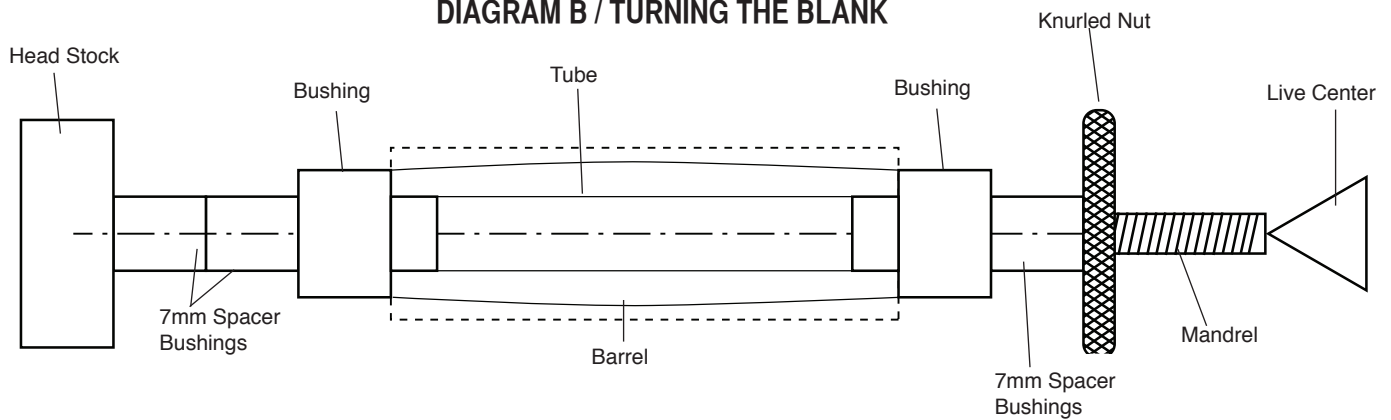 DIAGRAM B / TURNING THE BLANK
Knurled Nut
Head Stock
Tube
Bushing
Bushing
Live Center
7mm Spacer
Bushings
Barrel
Mandrel
7mm Spacer
Bushings